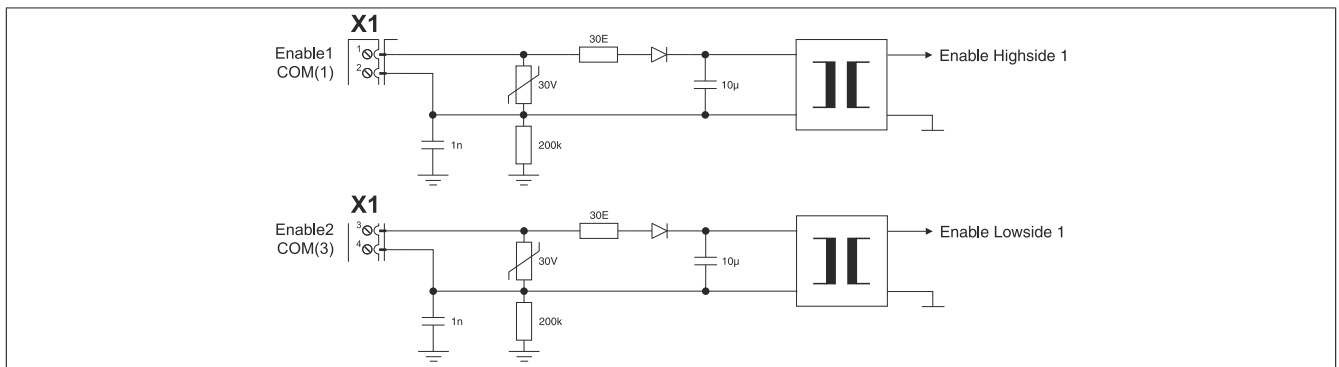 X1
Enable1
COM(1)
1
2
30E
30V
10µ
1n
200k
Enable Highside 1
X1
Enable2
COM(3)
3
4
30E
30V
10µ
1n
200k
Enable Lowside 1